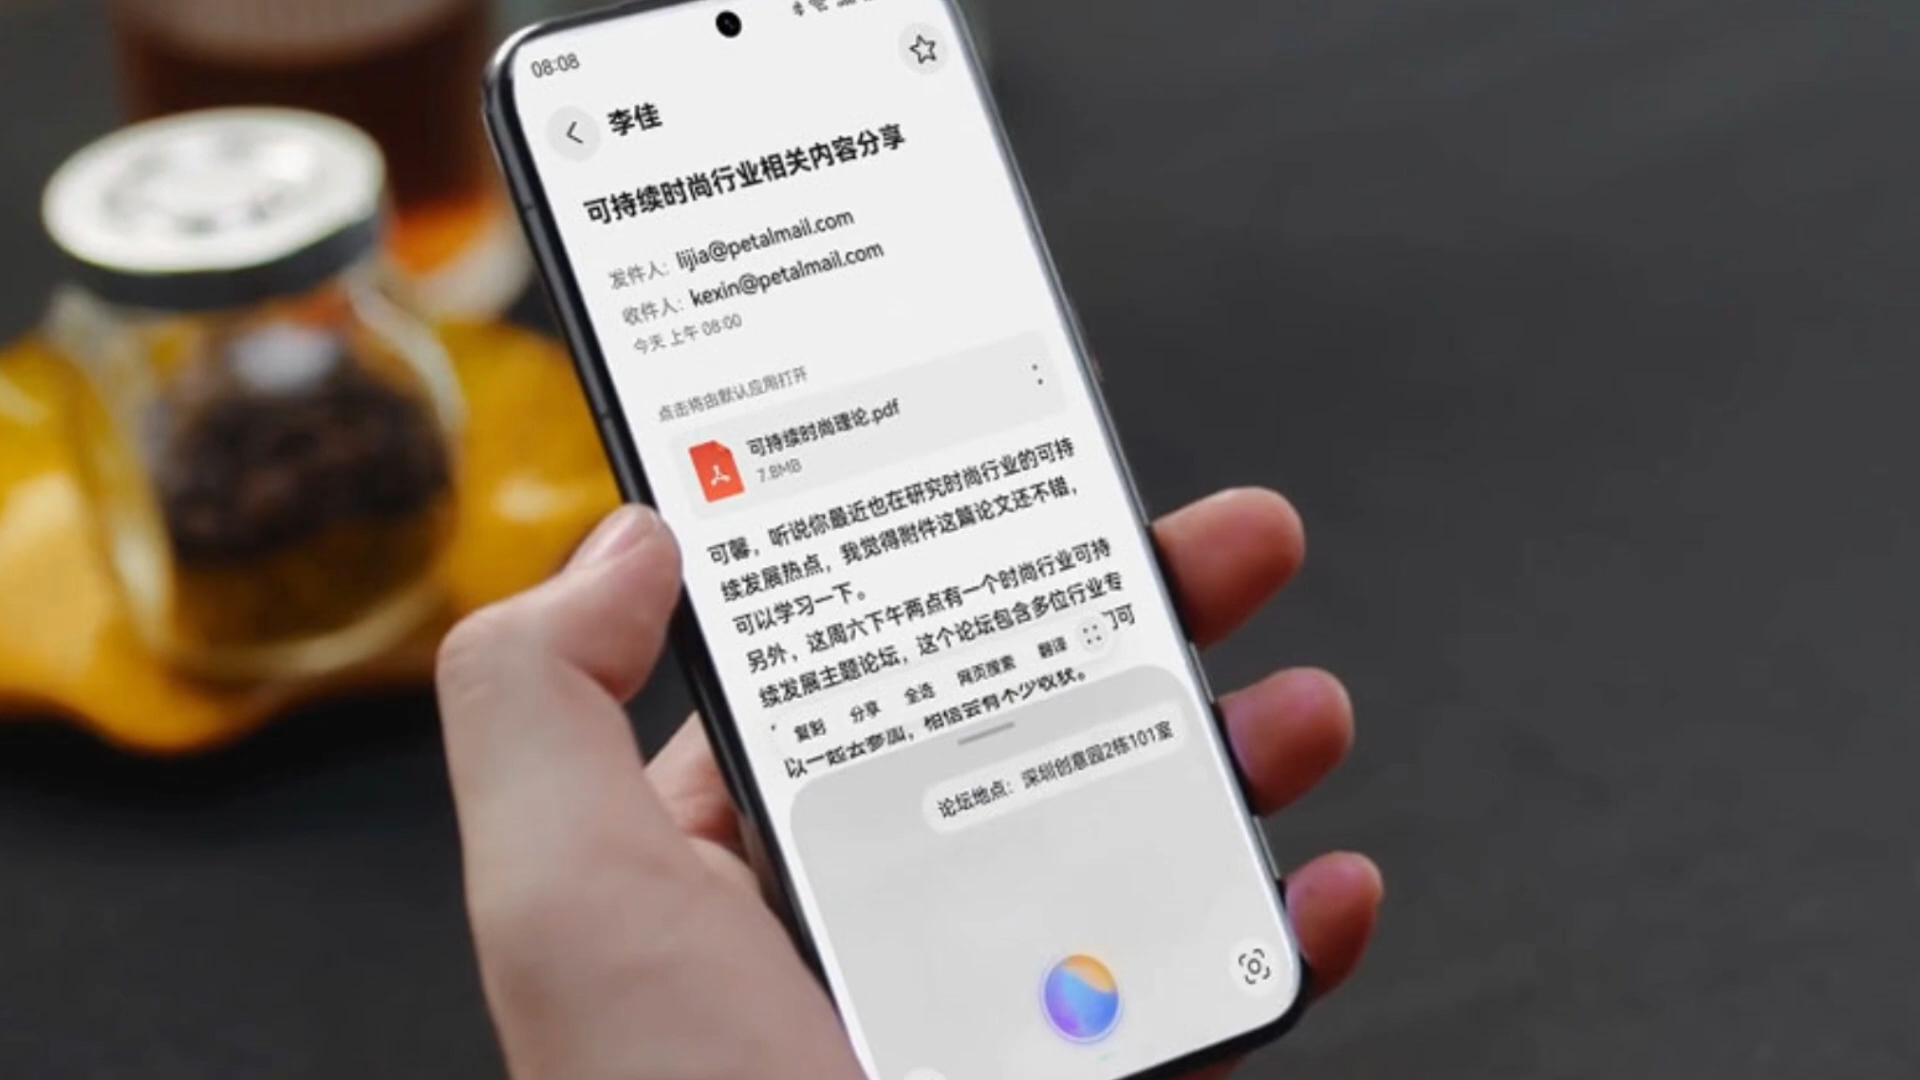 08:08
李佳
可持续时尚行业相关内容分享
发件人: lijia@petalmail.com
收件人: kexin@petalmail.com
今天 上午 08:00
点击将由默认应用打开
可持续时尚理论.pdf
7.8MB
可馨，听说你最近也在研究时尚行业的可持
续发展热点，我觉得附件这篇论文还不错，
可以学习一下。
另外，这周六下午两点有一个时尚行业可持
续发展主题论坛，这个论坛包含多位行业专
们可
复制 分享 全选 网页搜索 翻译
以一起去参加，相信会有不少收获。
论坛地点：深圳创意园2栋101室